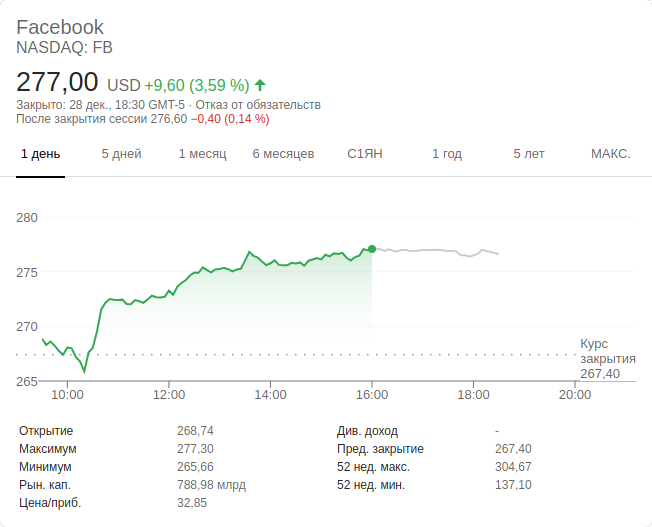 Facebook
NASDAQ: FB
277,00 USD +9,60 (3,59 %)
Закрыто: 28 дек., 18:30 GMT-5 · Отказ от обязательств
После закрытия сессии 276,60 −0,40 (0,14 %)
1 день 5 дней 1 месяц 6 месяцев С1ЯН 1 год 5 лет МАКС.
280
275
270
265
Курс
закрытия
267,40
10:00 12:00 14:00 16:00 18:00 20:00
Открытие 268,74 Див. доход -
Максимум 277,30 Пред. закрытие 267,40
Минимум 265,66 52 нед. макс. 304,67
Рын. кап. 788,98 млрд 52 нед. мин. 137,10
Цена/приб. 32,85